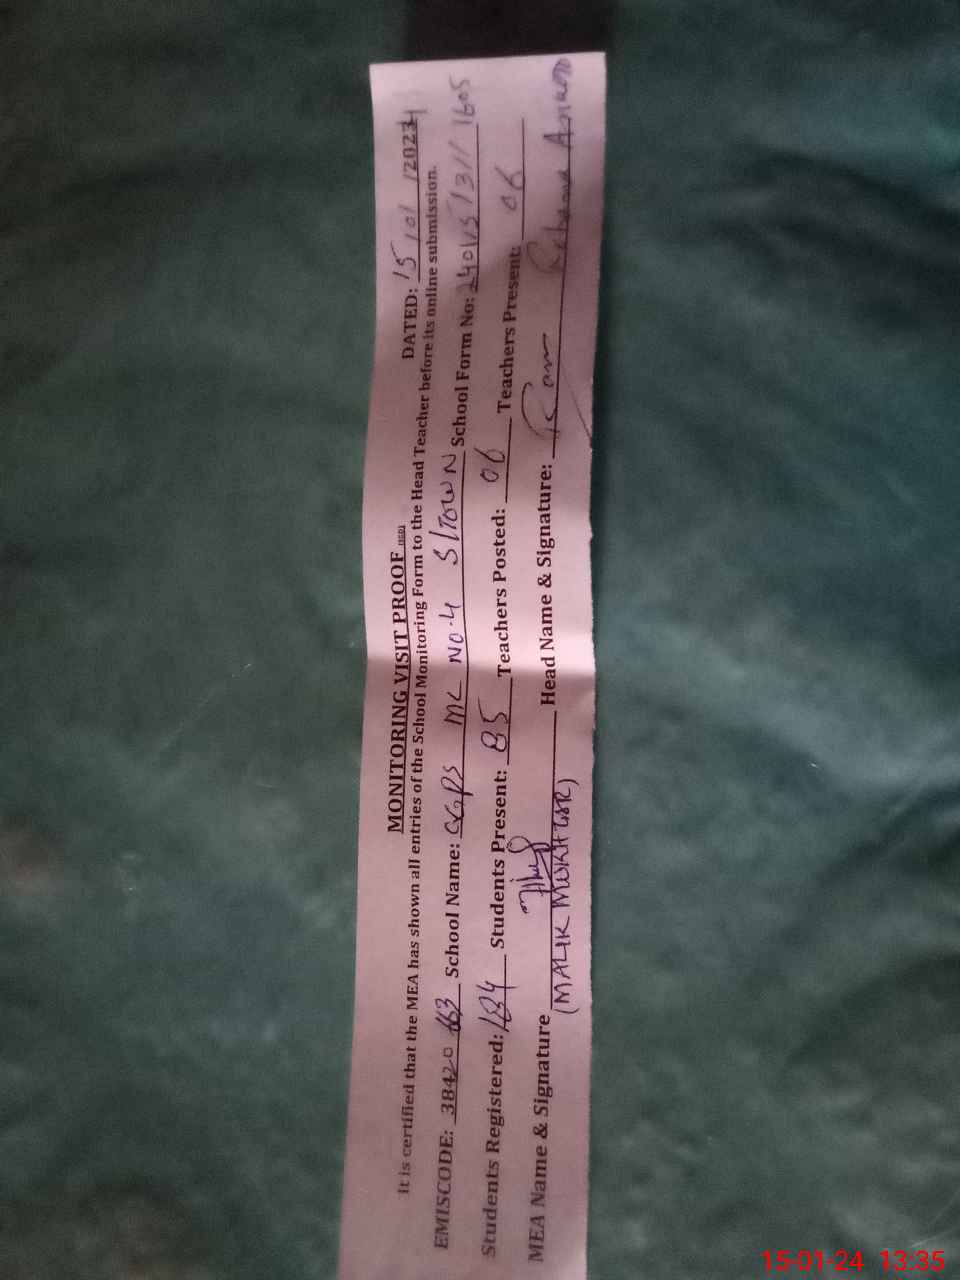 MONITORING VISIT PROOF
DATED: 15/01/2024
It is certified that the MEA has shown all entries of the School Monitoring Form to the Head Teacher before its online submission.
EMISCODE: 38420163 School Name: GGPS MC NO.4 S/TOWN School Form No: 24011513111605
Students Registered: 134 Students Present: 85 Teachers Posted: 06 Teachers Present: 06
MEA Name & Signature Head Name & Signature:
(MALIK MUKHTAR)
15-01-24 13:35